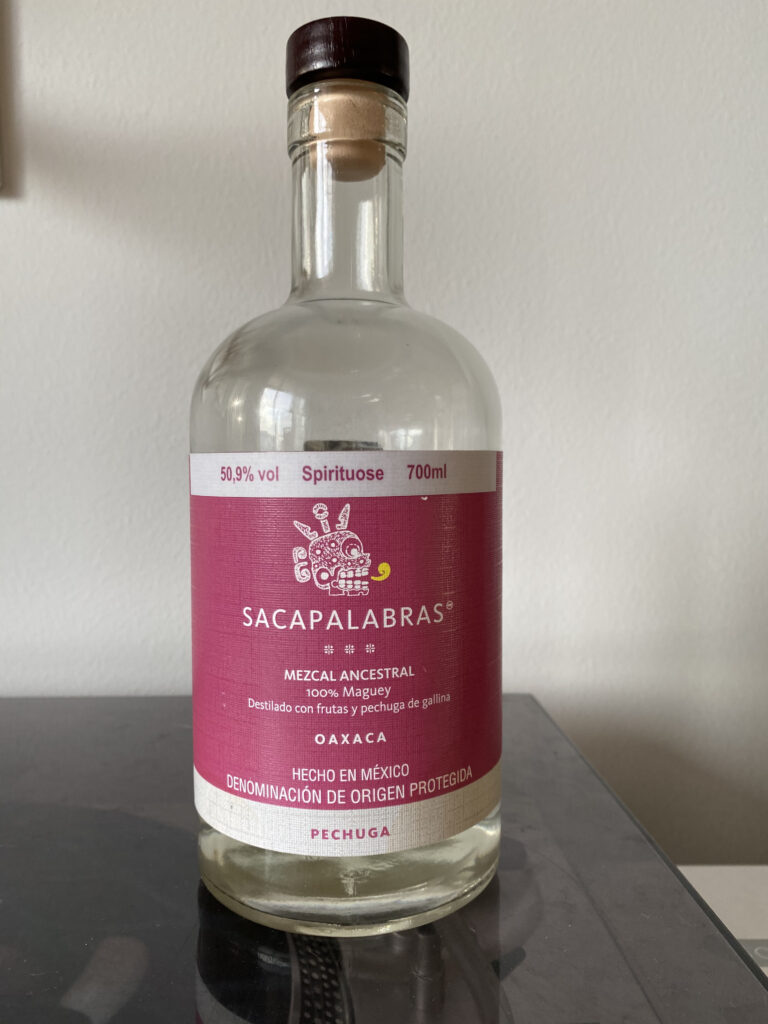 50,9% vol Spirituose 700ml
SACAPALABRAS
MEZCAL ANCESTRAL
100% Maguey
Destilado con frutas y pechuga de gallina
OAXACA
HECHO EN MÉXICO
DENOMINACIÓN DE ORIGEN PROTEGIDA
PECHUGA